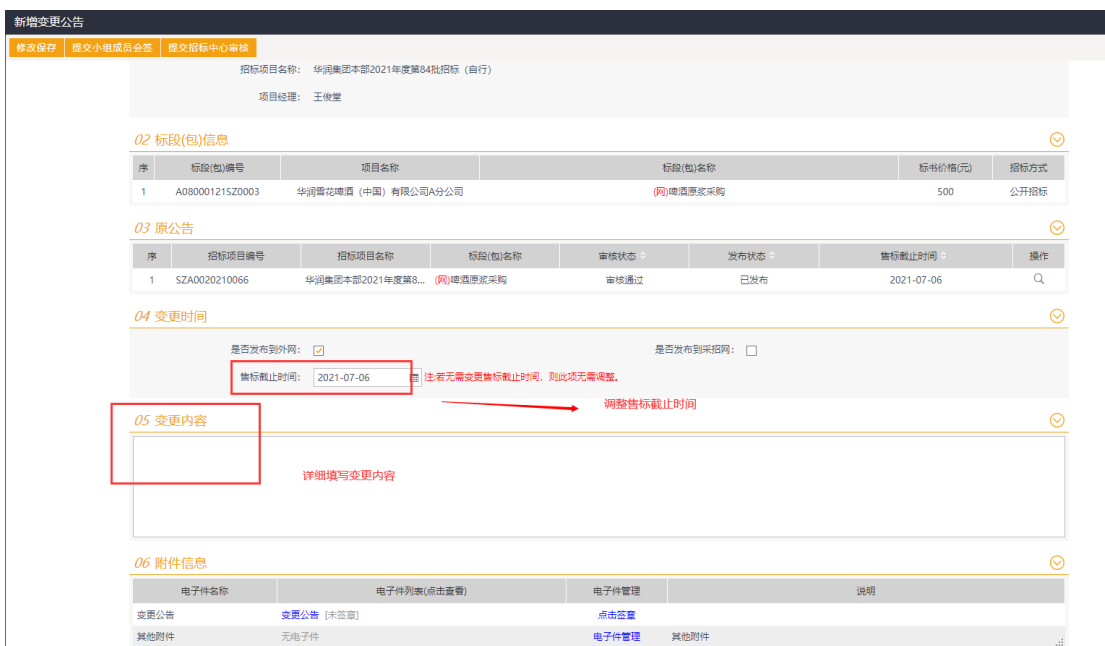 新增变更公告
修改保存 提交小组成员会签 提交招标中心审核
招标项目名称： 华润集团本部2021年度第84批招标（自行）
项目经理： 王俊堂
02 标段(包)信息
序 标段(包)编号 项目名称 标段(包)名称 标书价格(元) 招标方式
1 A08000121SZ0003 华润雪花啤酒（中国）有限公司A分公司 (网)啤酒原浆采购 500 公开招标
03 原公告
序 招标项目编号 招标项目名称 标段(包)名称 审核状态 发布状态 售标截止时间 操作
1 SZA0020210066 华润集团本部2021年度第8... (网)啤酒原浆采购 审核通过 已发布 2021-07-06
04 变更时间
是否发布到外网： 是否发布到采招网：
售标截止时间： 2021-07-06 注:若无需变更售标截止时间，则此项无需调整。
调整售标截止时间
05 变更内容
详细填写变更内容
06 附件信息
电子件名称 电子件列表(点击查看) 电子件管理 说明
变更公告 变更公告 [未签章] 点击签章
其他附件 无电子件 电子件管理 其他附件